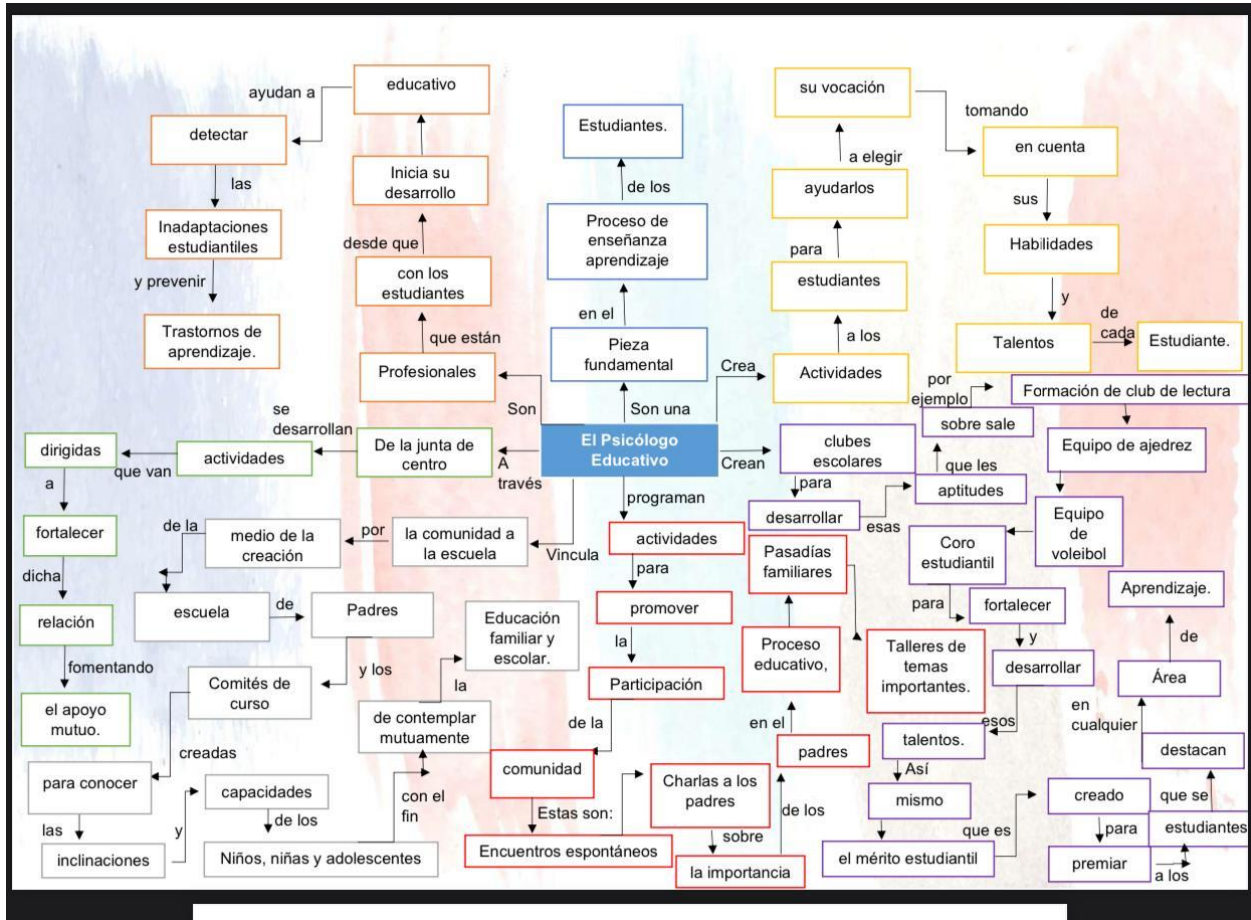 El Psicólogo
Educativo
Son una
Pieza
fundamental
en el
Proceso de
enseñanza
aprendizaje
de los
Estudiantes.
Son
Profesionales
que están
con los
estudiantes
desde que
Inicia su
desarrollo
educativo
ayudan a
detectar
las
Inadaptaciones
estudiantiles
y prevenir
Trastornos de
aprendizaje.
Crea
Actividades
a los
estudiantes
para
ayudarlos
a elegir
su vocación
tomando
en cuenta
sus
Habilidades
y
Talentos
de
cada
Estudiante.
A
través
De la junta de
centro
se
desarrollan
actividades
que van
dirigidas
a
fortalecer
dicha
relación
fomentando
el apoyo
mutuo.
Vincula
la comunidad a
la escuela
por
medio de la
creación
de la
escuela
de
Padres
y los
Comités de
curso
creadas
para conocer
las
inclinaciones
y
capacidades
de los
Niños, niñas y adolescentes
con el
fin
de contemplar
mutuamente
la
Educación
familiar y
escolar.
programan
actividades
para
promover
la
Participación
de la
comunidad
Estas son:
Encuentros espontáneos
Charlas a los
padres
sobre
la importancia
de los
padres
en el
Proceso
educativo,
Pasadías
familiares
Talleres de
temas
importantes.
Crean
clubes
escolares
para
desarrollar
esas
aptitudes
que les
sobre sale
por
ejemplo
Formación de club de lectura
Equipo de ajedrez
Equipo
de
voleibol
Coro
estudiantil
para
fortalecer
y
desarrollar
esos
talentos.
Así
mismo
el mérito estudiantil
que es
creado
para
premiar
a los
estudiantes
que se
destacan
en
cualquier
Área
de
Aprendizaje.